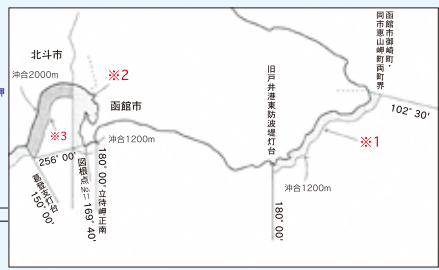 北斗市
沖合2000m
※2
函館市
※3
沖合1200m
256° 00'
葛登支灯台
150° 00'
図根点
169° 40'
180° 00' 立待岬正南
旧戸井港東防波堤灯台
180° 00'
沖合1200m
※1
102° 30'
函館市御崎町・
同市恵山岬町両町界